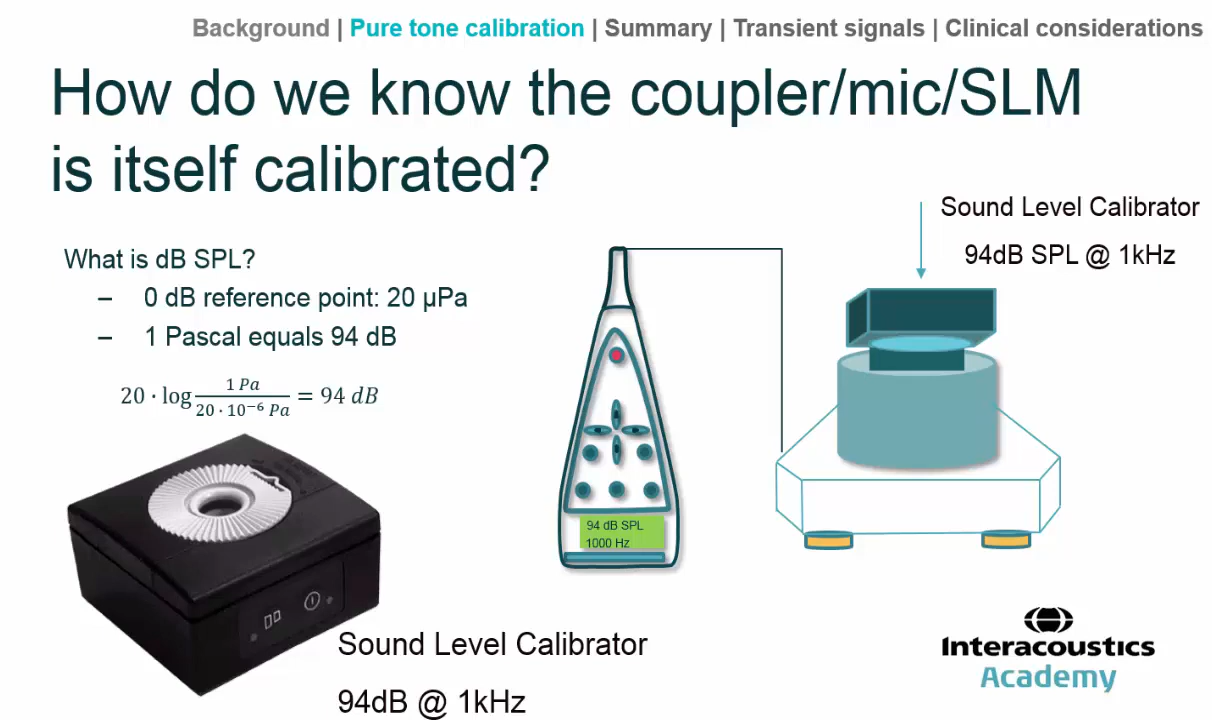 Background | Pure tone calibration | Summary | Transient signals | Clinical considerations
How do we know the coupler/mic/SLM
is itself calibrated?
What is dB SPL?
– 0 dB reference point: 20 µPa
– 1 Pascal equals 94 dB
20 · log 1 Pa / 20 · 10⁻⁶ Pa = 94 dB
Sound Level Calibrator
94dB @ 1kHz
94 dB SPL
1000 Hz
Sound Level Calibrator
94dB SPL @ 1kHz
Interacoustics
Academy